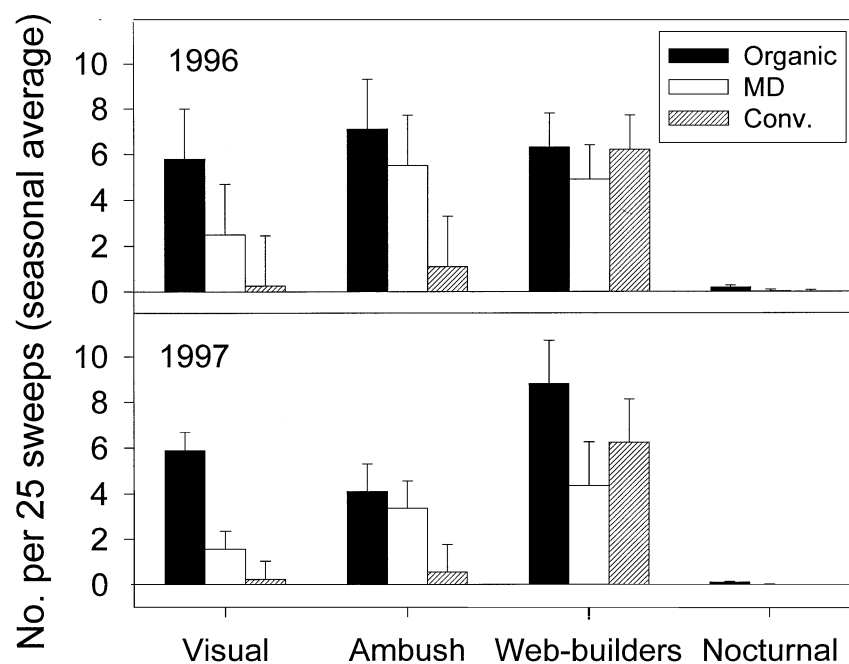 No. per 25 sweeps (seasonal average)
1996
Organic
MD
Conv.
10
8
6
4
2
0
1997
10
8
6
4
2
0
Visual Ambush Web-builders Nocturnal